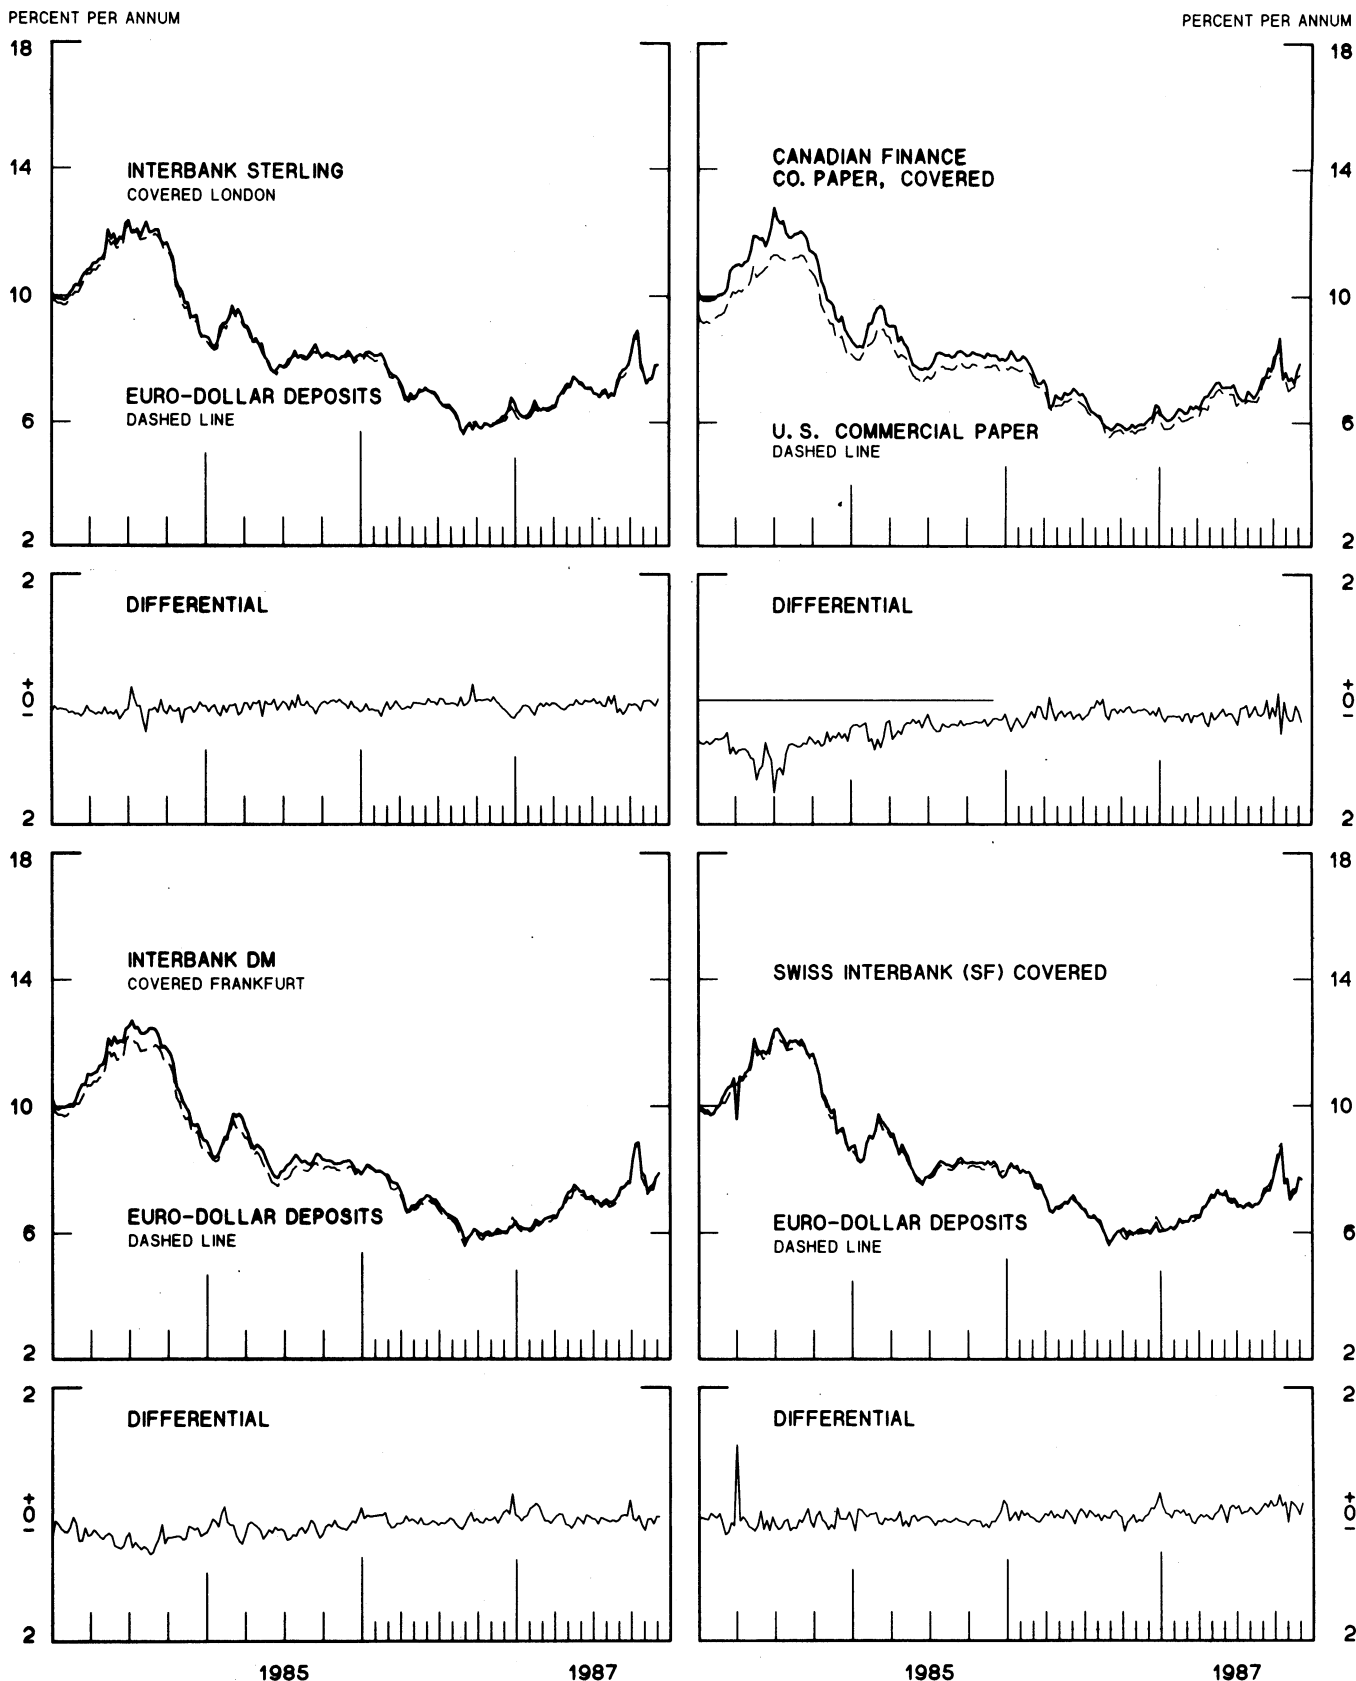 PERCENT PER ANNUM
PERCENT PER ANNUM
18
18
14
14
INTERBANK STERLING
COVERED LONDON
CANADIAN FINANCE
CO. PAPER, COVERED
10
10
EURO-DOLLAR DEPOSITS
DASHED LINE
6
6
U. S. COMMERCIAL PAPER
DASHED LINE
2
2
2
2
DIFFERENTIAL
DIFFERENTIAL
+
0
–
+
0
–
2
2
18
18
INTERBANK DM
COVERED FRANKFURT
SWISS INTERBANK (SF) COVERED
14
14
10
10
EURO-DOLLAR DEPOSITS
DASHED LINE
EURO-DOLLAR DEPOSITS
DASHED LINE
6
6
2
2
2
2
DIFFERENTIAL
DIFFERENTIAL
+
0
–
+
0
–
2
2
1985
1987
1985
1987